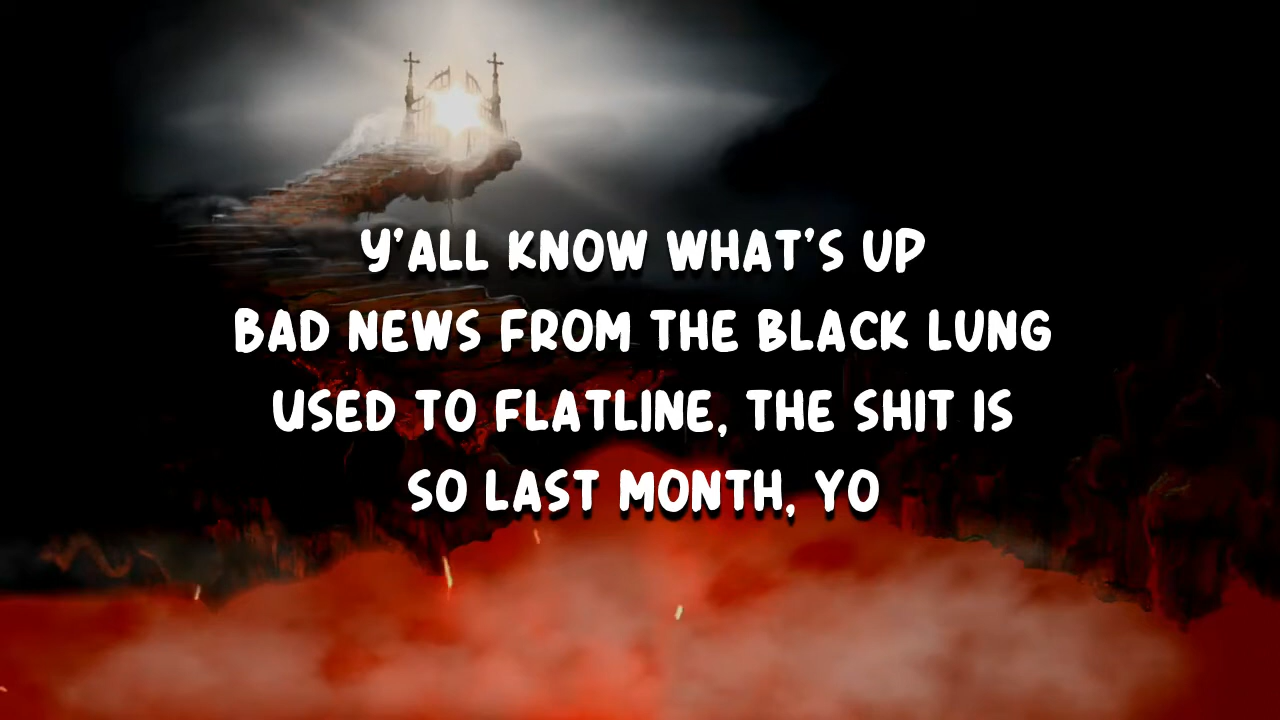 Y'ALL KNOW WHAT'S UP
BAD NEWS FROM THE BLACK LUNG
USED TO FLATLINE, THE SHIT IS
SO LAST MONTH, YO